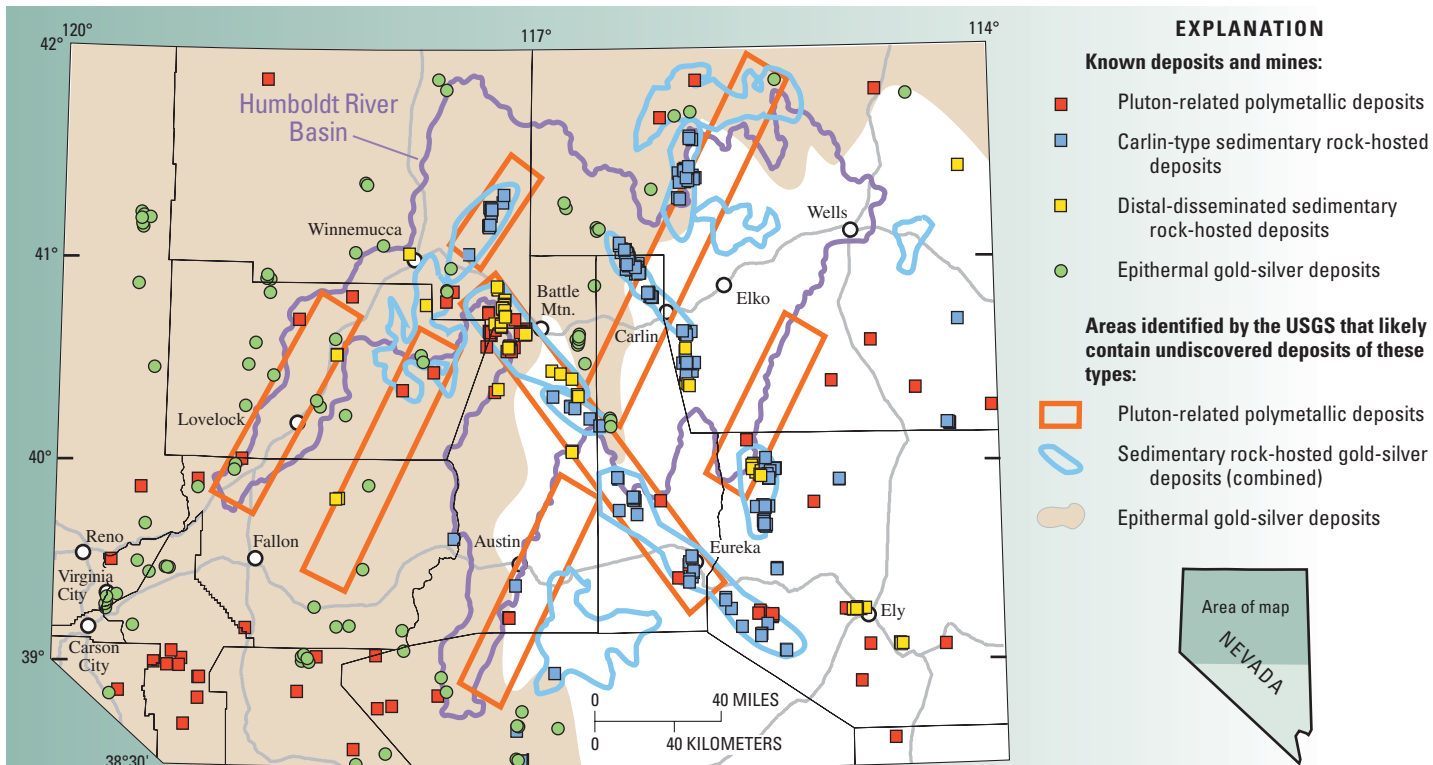 120°
117°
114°
42°
Humboldt River
Basin
Winnemucca
Wells
41°
Battle
Mtn.
Elko
Carlin
Lovelock
40°
Reno
Fallon
Austin
Eureka
Virginia
City
Ely
Carson
City
39°
0 40 MILES
0 40 KILOMETERS
38°30'
EXPLANATION
Known deposits and mines:
Pluton-related polymetallic deposits
Carlin-type sedimentary rock-hosted
deposits
Distal-disseminated sedimentary
rock-hosted deposits
Epithermal gold-silver deposits
Areas identified by the USGS that likely
contain undiscovered deposits of these
types:
Pluton-related polymetallic deposits
Sedimentary rock-hosted gold-silver
deposits (combined)
Epithermal gold-silver deposits
Area of map
NEVADA